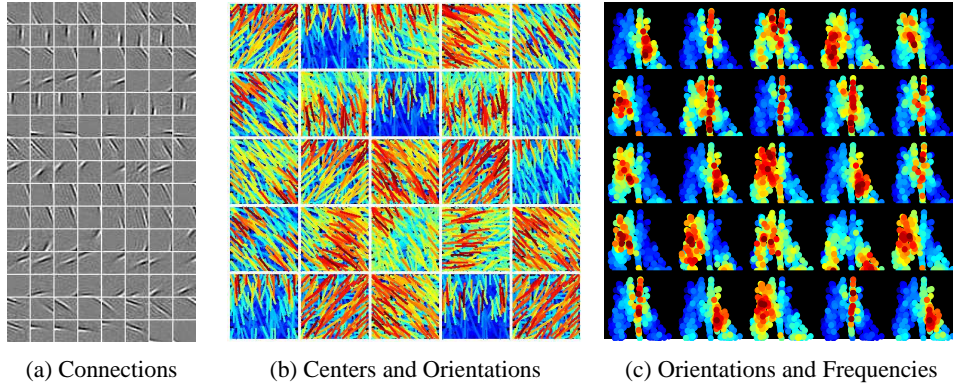 (a) Connections
(b) Centers and Orientations
(c) Orientations and Frequencies